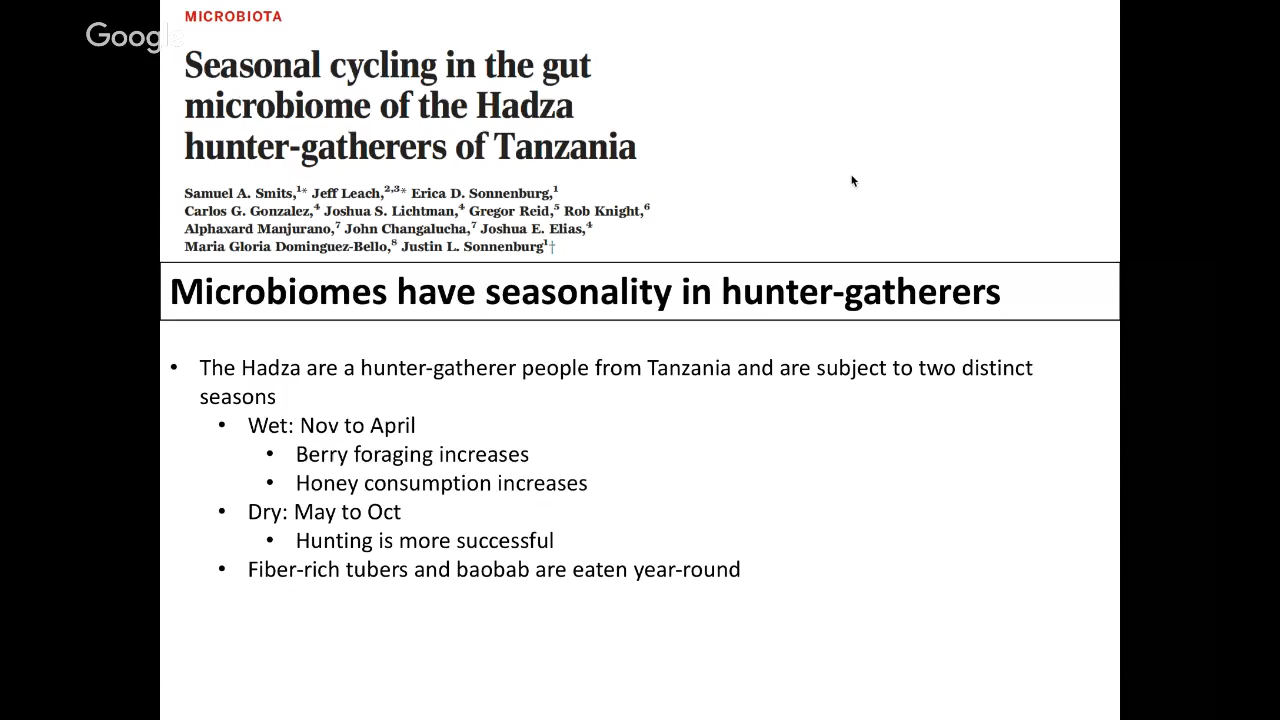 MICROBIOTA
Google
Seasonal cycling in the gut
microbiome of the Hadza
hunter-gatherers of Tanzania
Samuel A. Smits,1* Jeff Leach,2,3* Erica D. Sonnenburg,1
Carlos G. Gonzalez,4 Joshua S. Lichtman,4 Gregor Reid,5 Rob Knight,6
Alphaxard Manjurano,7 John Changalucha,7 Joshua E. Elias,4
Maria Gloria Dominguez-Bello,8 Justin L. Sonnenburg1†
Microbiomes have seasonality in hunter-gatherers
• The Hadza are a hunter-gatherer people from Tanzania and are subject to two distinct
seasons
• Wet: Nov to April
• Berry foraging increases
• Honey consumption increases
• Dry: May to Oct
• Hunting is more successful
• Fiber-rich tubers and baobab are eaten year-round